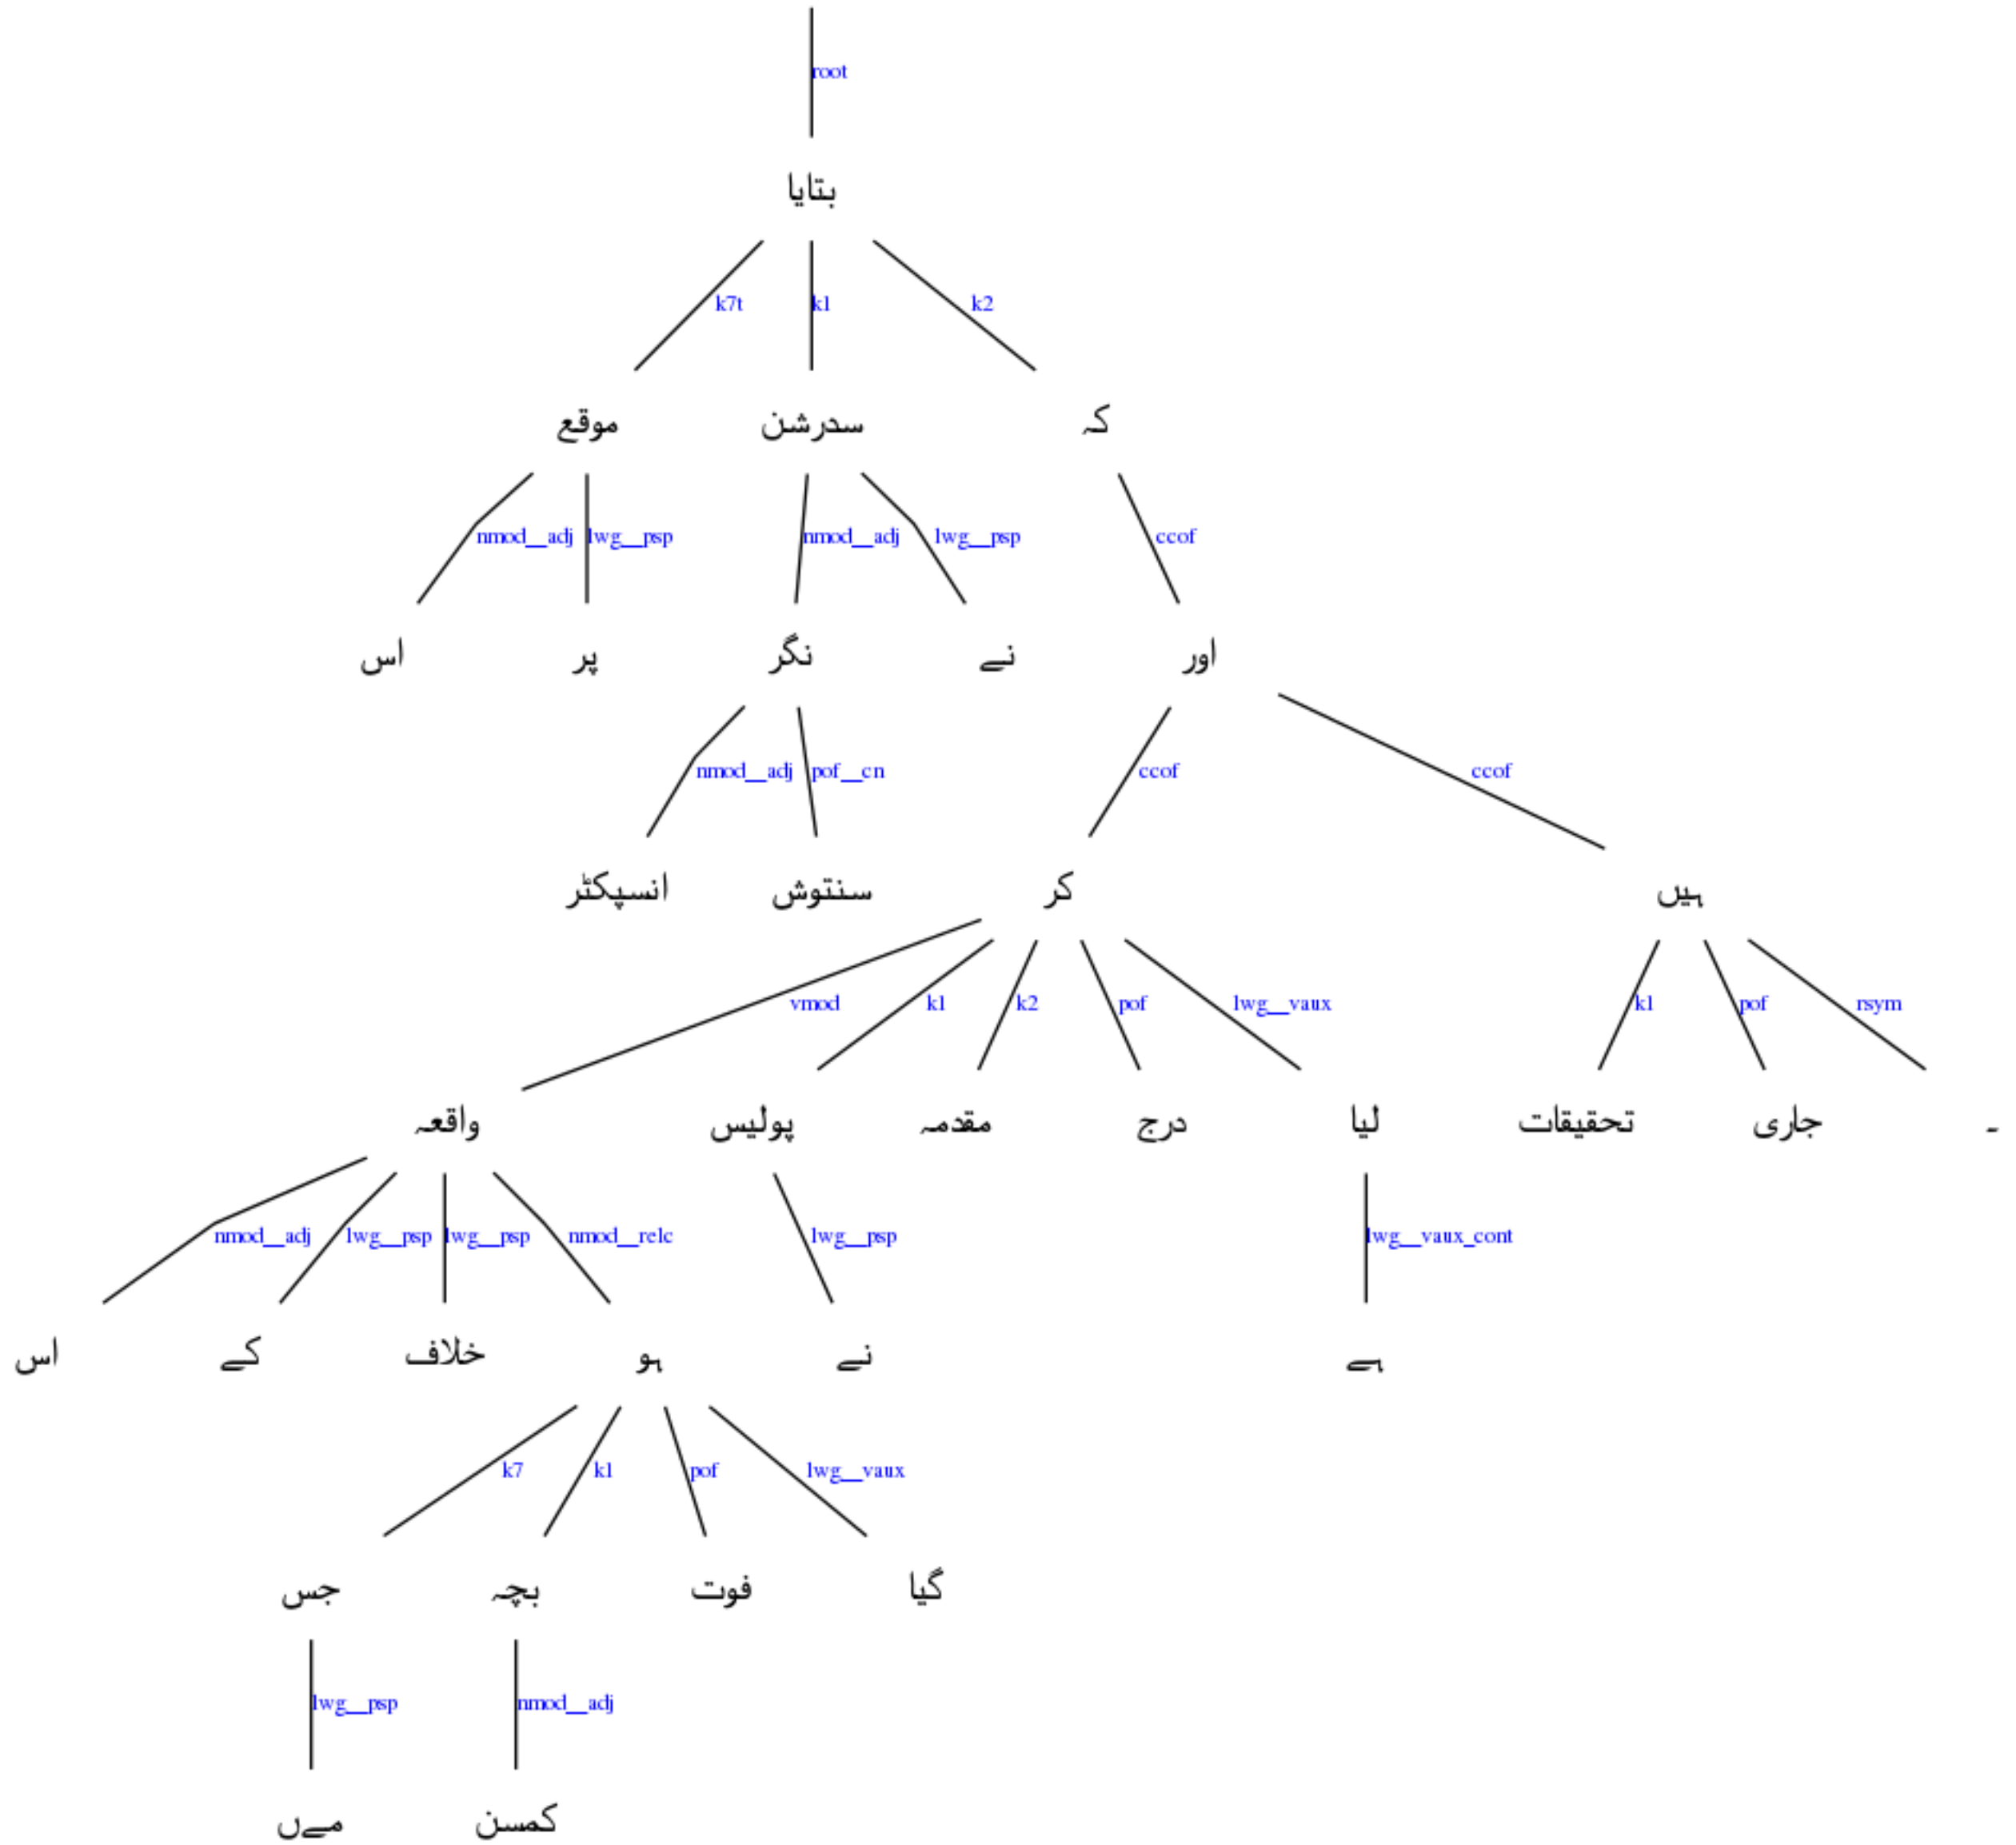 root
بتایا
k7t k1 k2
موقع سدرشن کہ
nmod__adj lwg__psp nmod__adj lwg__psp ccof
اس پر نگر نے اور
nmod__adj pof__cn ccof ccof
انسپکٹر سنتوش کر ہیں
vmod k1 k2 pof lwg__vaux k1 pof rsym
واقعہ پولیس مقدمہ درج لیا تحقیقات جاری ۔
nmod__adj lwg__psp lwg__psp nmod__relc lwg__psp lwg__vaux_cont
اس کے خلاف ہو نے ہے
k7 k1 pof lwg__vaux
جس بچہ فوت گیا
lwg__psp nmod__adj
مےں کمسن